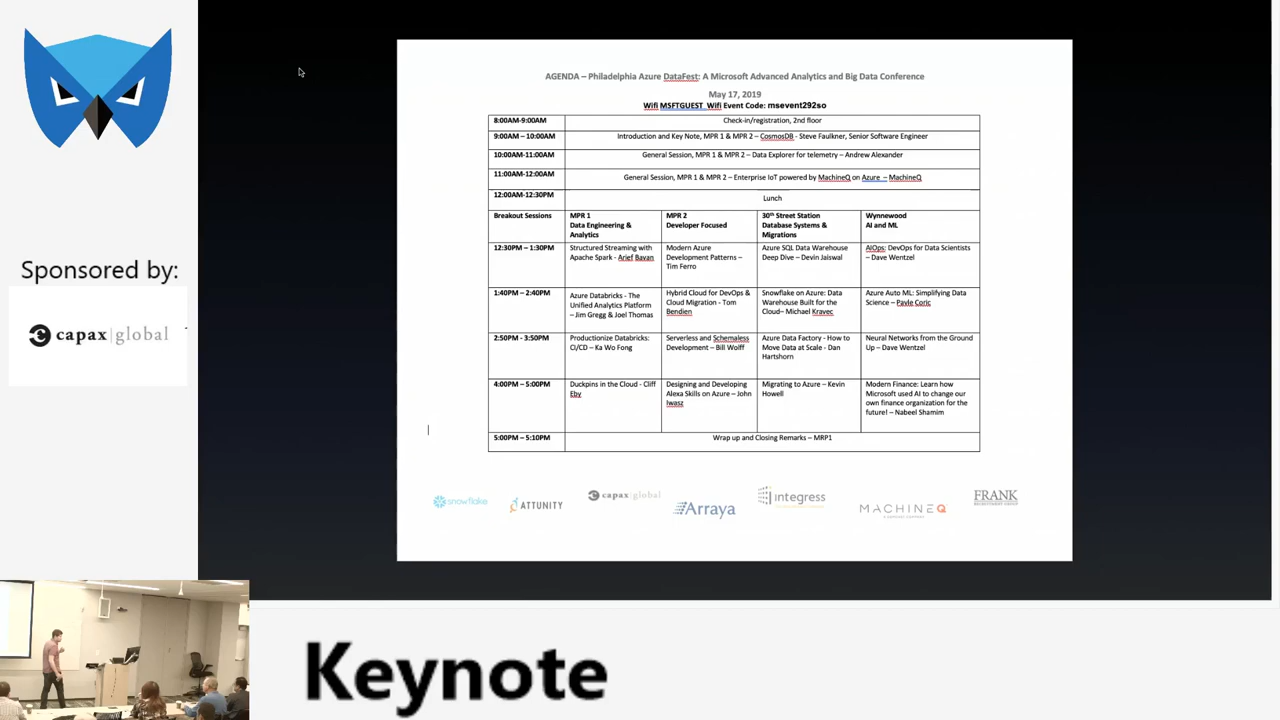 Sponsored by:
capax|global
AGENDA – Philadelphia Azure DataFest: A Microsoft Advanced Analytics and Big Data Conference
May 17, 2019
Wifi MSFTGUEST Wifi Event Code: msevent292so
8:00AM-9:00AM Check-in/registration, 2nd floor
9:00AM – 10:00AM Introduction and Key Note, MPR 1 & MPR 2 – CosmosDB - Steve Faulkner, Senior Software Engineer
10:00AM-11:00AM General Session, MPR 1 & MPR 2 – Data Explorer for telemetry – Andrew Alexander
11:00AM-12:00AM General Session, MPR 1 & MPR 2 – Enterprise IoT powered by MachineQ on Azure – MachineQ
12:00AM-12:30PM Lunch
Breakout Sessions
MPR 1
Data Engineering &
Analytics
MPR 2
Developer Focused
30th Street Station
Database Systems &
Migrations
Wynnewood
AI and ML
12:30PM – 1:30PM
Structured Streaming with
Apache Spark - Arief Bayan
Modern Azure
Development Patterns –
Tim Ferro
Azure SQL Data Warehouse
Deep Dive – Devin Jaiswal
AIOps: DevOps for Data Scientists
– Dave Wentzel
1:40PM – 2:40PM
Azure Databricks - The
Unified Analytics Platform
– Jim Gregg & Joel Thomas
Hybrid Cloud for DevOps &
Cloud Migration - Tom
Bendien
Snowflake on Azure: Data
Warehouse Built for the
Cloud– Michael Kravec
Azure Auto ML: Simplifying Data
Science – Pavle Coric
2:50PM - 3:50PM
Productionize Databricks:
CI/CD – Ka Wo Fong
Serverless and Schemaless
Development – Bill Wolff
Azure Data Factory - How to
Move Data at Scale - Dan
Hartshorn
Neural Networks from the Ground
Up – Dave Wentzel
4:00PM – 5:00PM
Duckpins in the Cloud - Cliff
Eby
Designing and Developing
Alexa Skills on Azure – John
Iwasz
Migrating to Azure – Kevin
Howell
Modern Finance: Learn how
Microsoft used AI to change our
own finance organization for the
future! – Nabeel Shamim
5:00PM – 5:10PM Wrap up and Closing Remarks – MRP1
snowflake
ATTUNITY
capax|global
Arraya
integress
MACHINEQ
FRANK
RECRUITMENT GROUP
Keynote